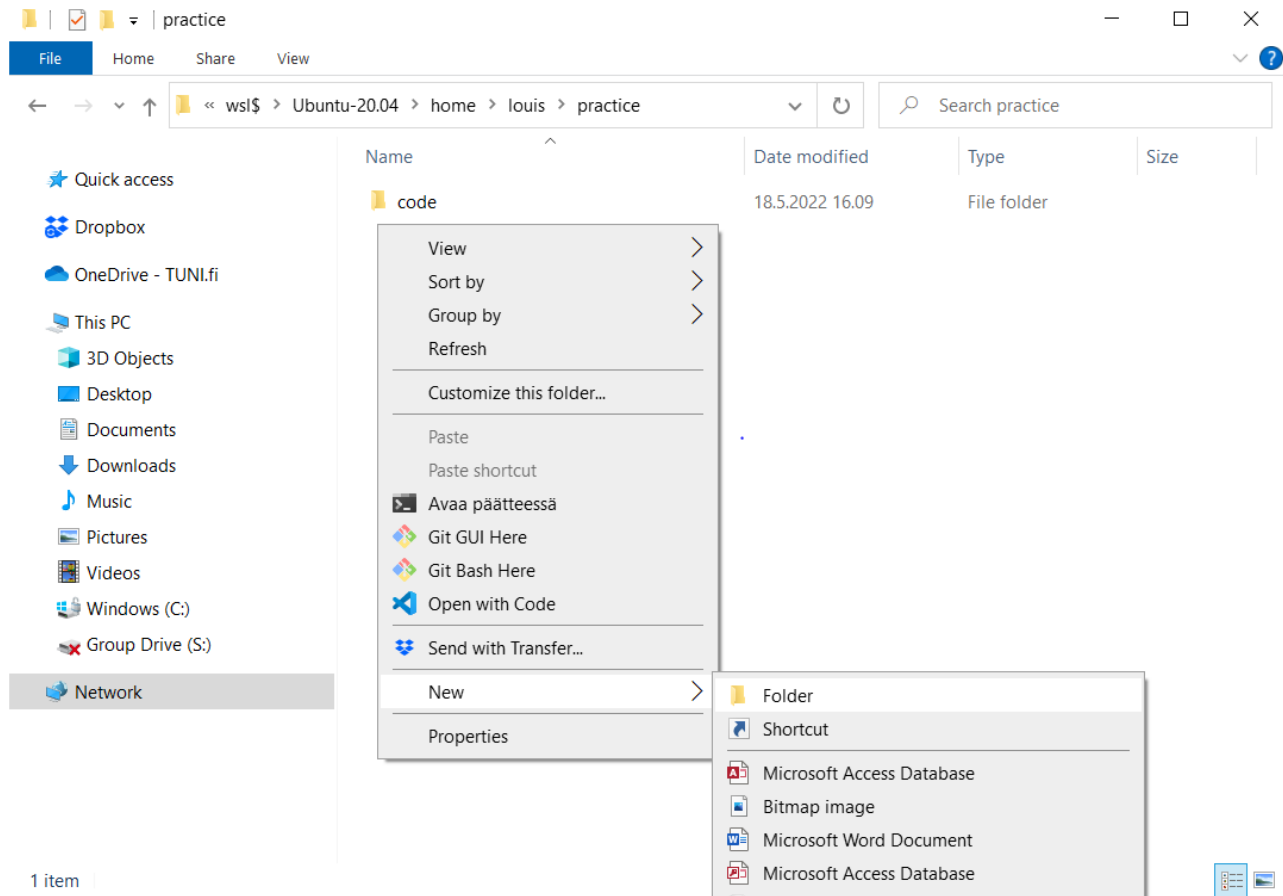 practice
File Home Share View
?
« wsl$ > Ubuntu-20.04 > home > louis > practice
Search practice
Name Date modified Type Size
Quick access
Dropbox
OneDrive - TUNI.fi
This PC
3D Objects
Desktop
Documents
Downloads
Music
Pictures
Videos
Windows (C:)
Group Drive (S:)
Network
code 18.5.2022 16.09 File folder
View
Sort by
Group by
Refresh
Customize this folder...
Paste
Paste shortcut
Avaa päätteessä
Git GUI Here
Git Bash Here
Open with Code
Send with Transfer...
New
Properties
Folder
Shortcut
Microsoft Access Database
Bitmap image
Microsoft Word Document
Microsoft Access Database
1 item